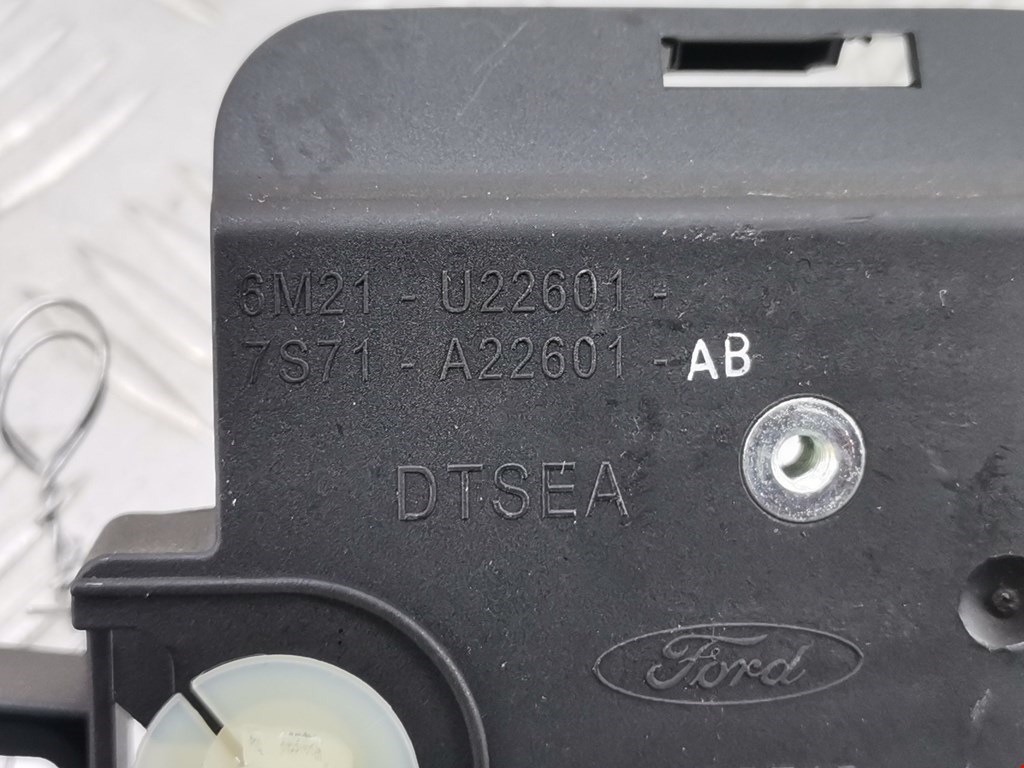 6M21 - U22601 -
7S71 - A22601 - AB
DTSEA
Ford